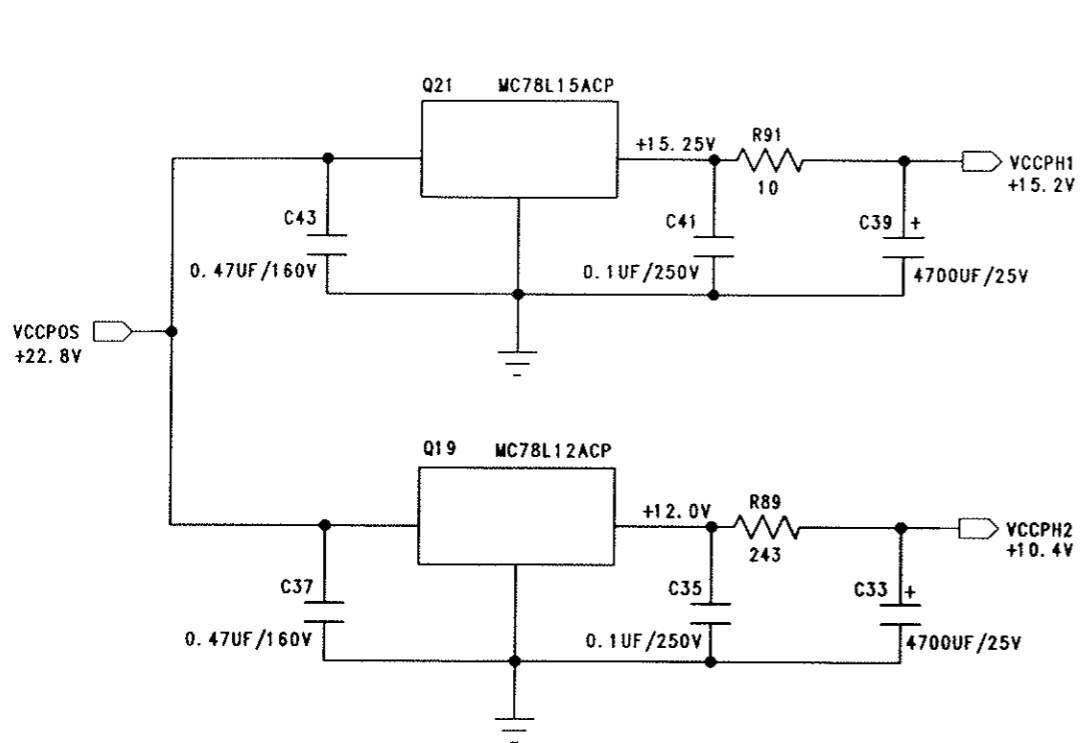 Q21 MC78L15ACP
+15.25V
R91
10
VCCPH1
+15.2V
C43
0.47UF/160V
C41
0.1UF/250V
C39 +
4700UF/25V
VCCPOS
+22.8V
Q19 MC78L12ACP
+12.0V
R89
243
VCCPH2
+10.4V
C37
0.47UF/160V
C35
0.1UF/250V
C33 +
4700UF/25V